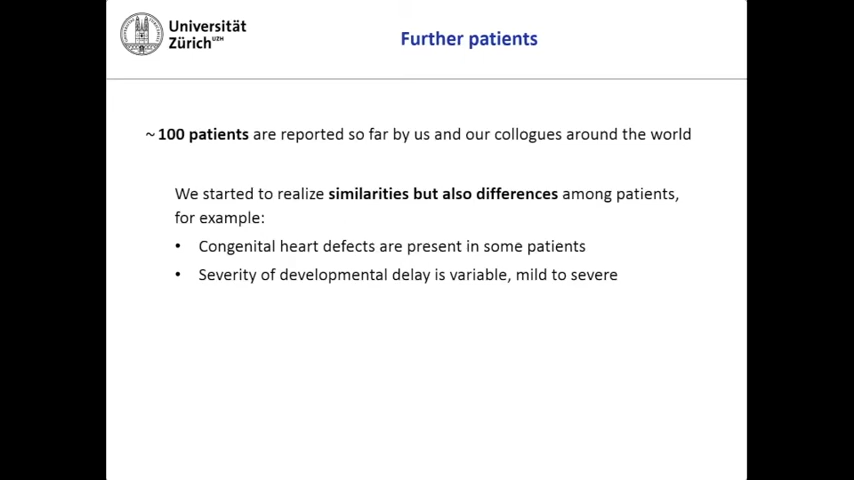 Universität
Zürich UZH
Further patients
~ 100 patients are reported so far by us and our collogues around the world
We started to realize similarities but also differences among patients,
for example:
• Congenital heart defects are present in some patients
• Severity of developmental delay is variable, mild to severe